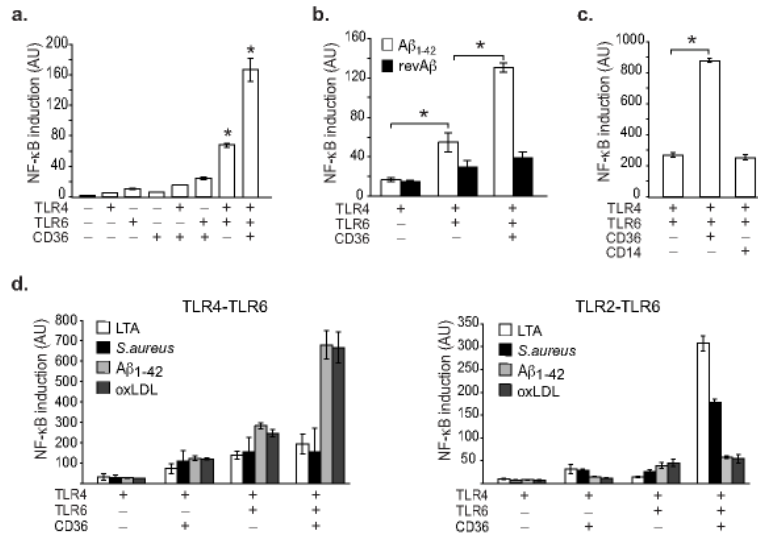 a.
NF-κB induction (AU)
200
160
120
80
40
0
*
*
TLR4 – + – – + – + +
TLR6 – – + – – + + +
CD36 – – – + + + – +
b.
NF-κB induction (AU)
160
120
80
40
0
Aβ1-42
revAβ
*
*
TLR4 + + +
TLR6 – + +
CD36 – – +
c.
NF-κB induction (AU)
1000
800
600
400
200
0
*
TLR4 + + +
TLR6 + + +
CD36 – + –
CD14 – – +
d.
TLR4-TLR6
NF-κB induction (AU)
800
700
600
500
400
300
200
100
LTA
S.aureus
Aβ1-42
oxLDL
TLR4 + + + +
TLR6 – – + +
CD36 – + – +
TLR2-TLR6
NF-κB induction (AU)
350
300
250
200
150
100
50
LTA
S.aureus
Aβ1-42
oxLDL
TLR4 + + + +
TLR6 – – + +
CD36 – + – +